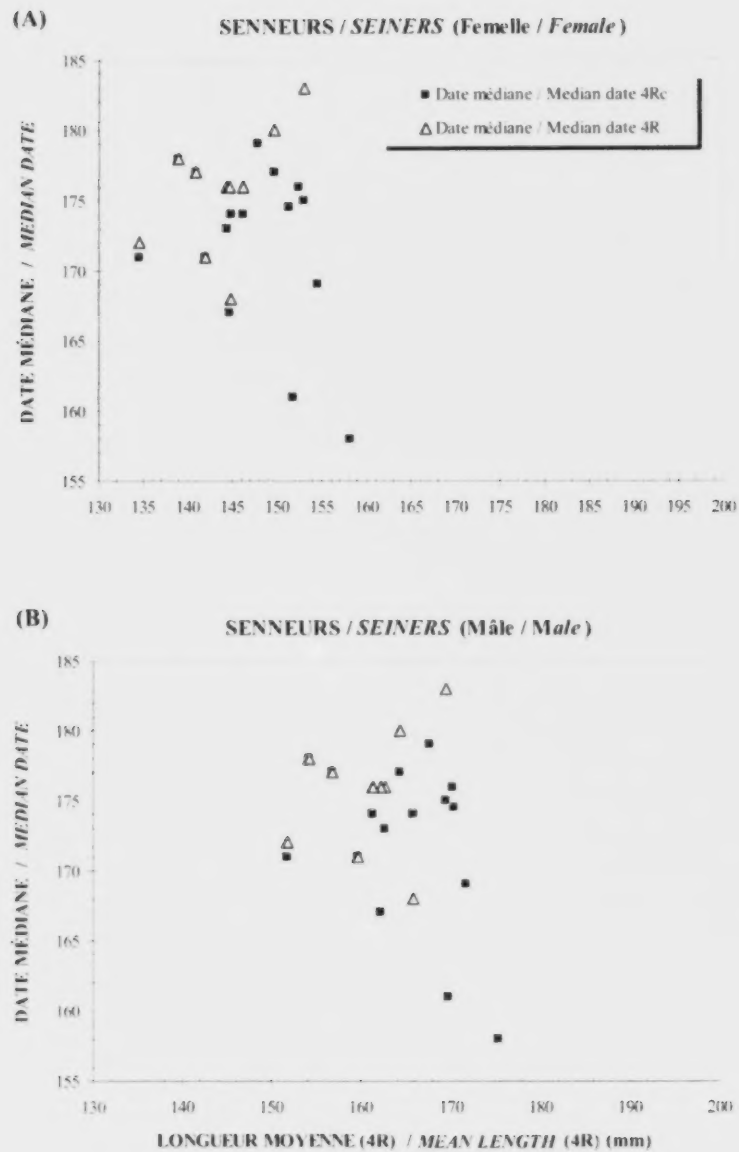 (A)
SENNEURS / SEINERS (Femelle / Female)
185
180
175
170
165
160
155
DATE MÉDIANE / MEDIAN DATE
Date médiane / Median date 4Rc
Date médiane / Median date 4R
130 135 140 145 150 155 160 165 170 175 180 185 190 195 200
(B)
SENNEURS / SEINERS (Mâle / Male)
185
180
175
170
165
160
155
DATE MÉDIANE / MEDIAN DATE
130 140 150 160 170 180 190 200
LONGUEUR MOYENNE (4R) / MEAN LENGTH (4R) (mm)